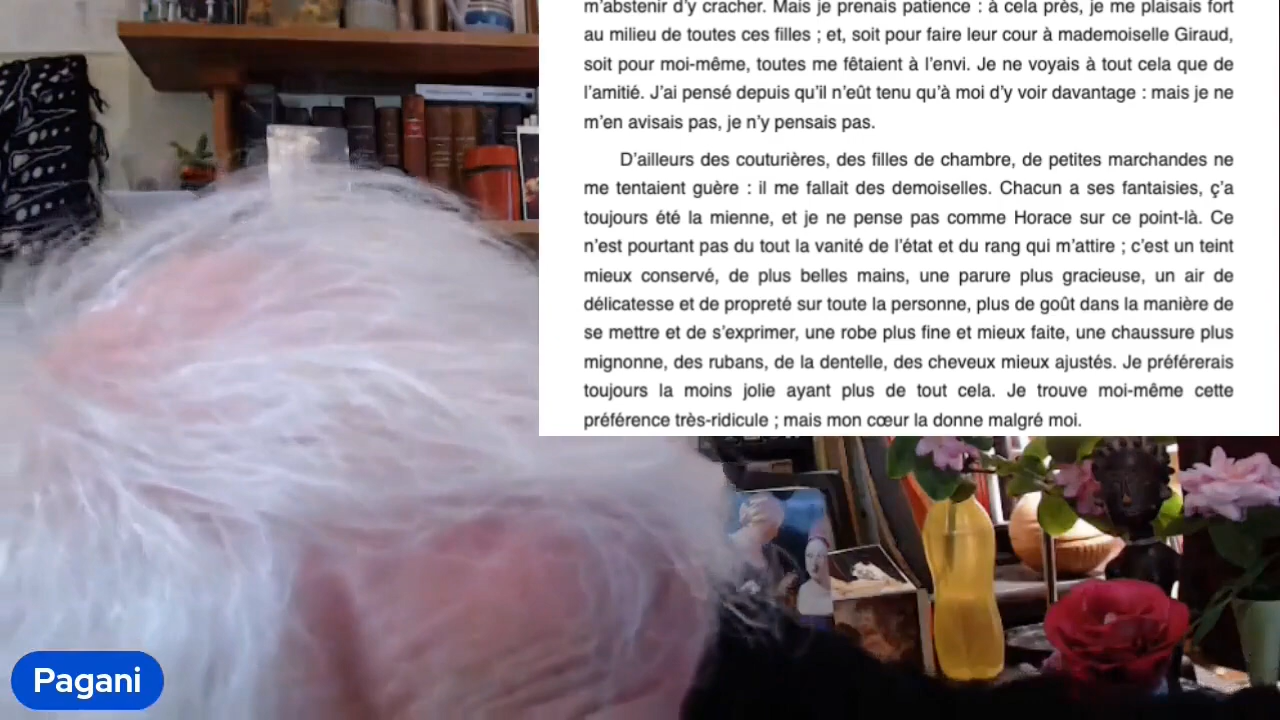 m'abstenir d'y cracher. Mais je prenais patience : à cela près, je me plaisais fort
au milieu de toutes ces filles ; et, soit pour faire leur cour à mademoiselle Giraud,
soit pour moi-même, toutes me fêtaient à l'envi. Je ne voyais à tout cela que de
l'amitié. J'ai pensé depuis qu'il n'eût tenu qu'à moi d'y voir davantage : mais je ne
m'en avisais pas, je n'y pensais pas.
D'ailleurs des couturières, des filles de chambre, de petites marchandes ne
me tentaient guère : il me fallait des demoiselles. Chacun a ses fantaisies, ç'a
toujours été la mienne, et je ne pense pas comme Horace sur ce point-là. Ce
n'est pourtant pas du tout la vanité de l'état et du rang qui m'attire ; c'est un teint
mieux conservé, de plus belles mains, une parure plus gracieuse, un air de
délicatesse et de propreté sur toute la personne, plus de goût dans la manière de
se mettre et de s'exprimer, une robe plus fine et mieux faite, une chaussure plus
mignonne, des rubans, de la dentelle, des cheveux mieux ajustés. Je préférerais
toujours la moins jolie ayant plus de tout cela. Je trouve moi-même cette
préférence très-ridicule ; mais mon cœur la donne malgré moi.
Pagani